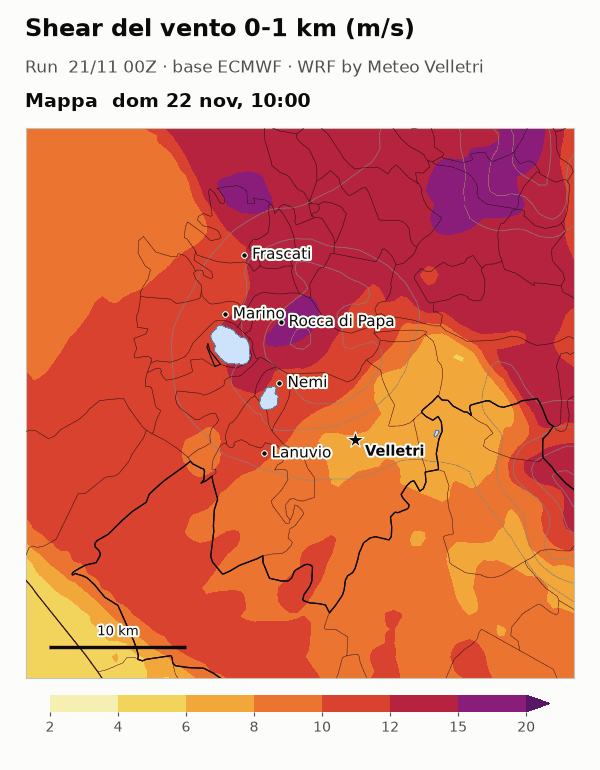 Shear del vento 0-1 km (m/s)
Run 21/11 00Z · base ECMWF · WRF by Meteo Velletri
Mappa dom 22 nov, 10:00
Frascati
Marino
Rocca di Papa
Nemi
Lanuvio
Velletri
10 km
2 4 6 8 10 12 15 20